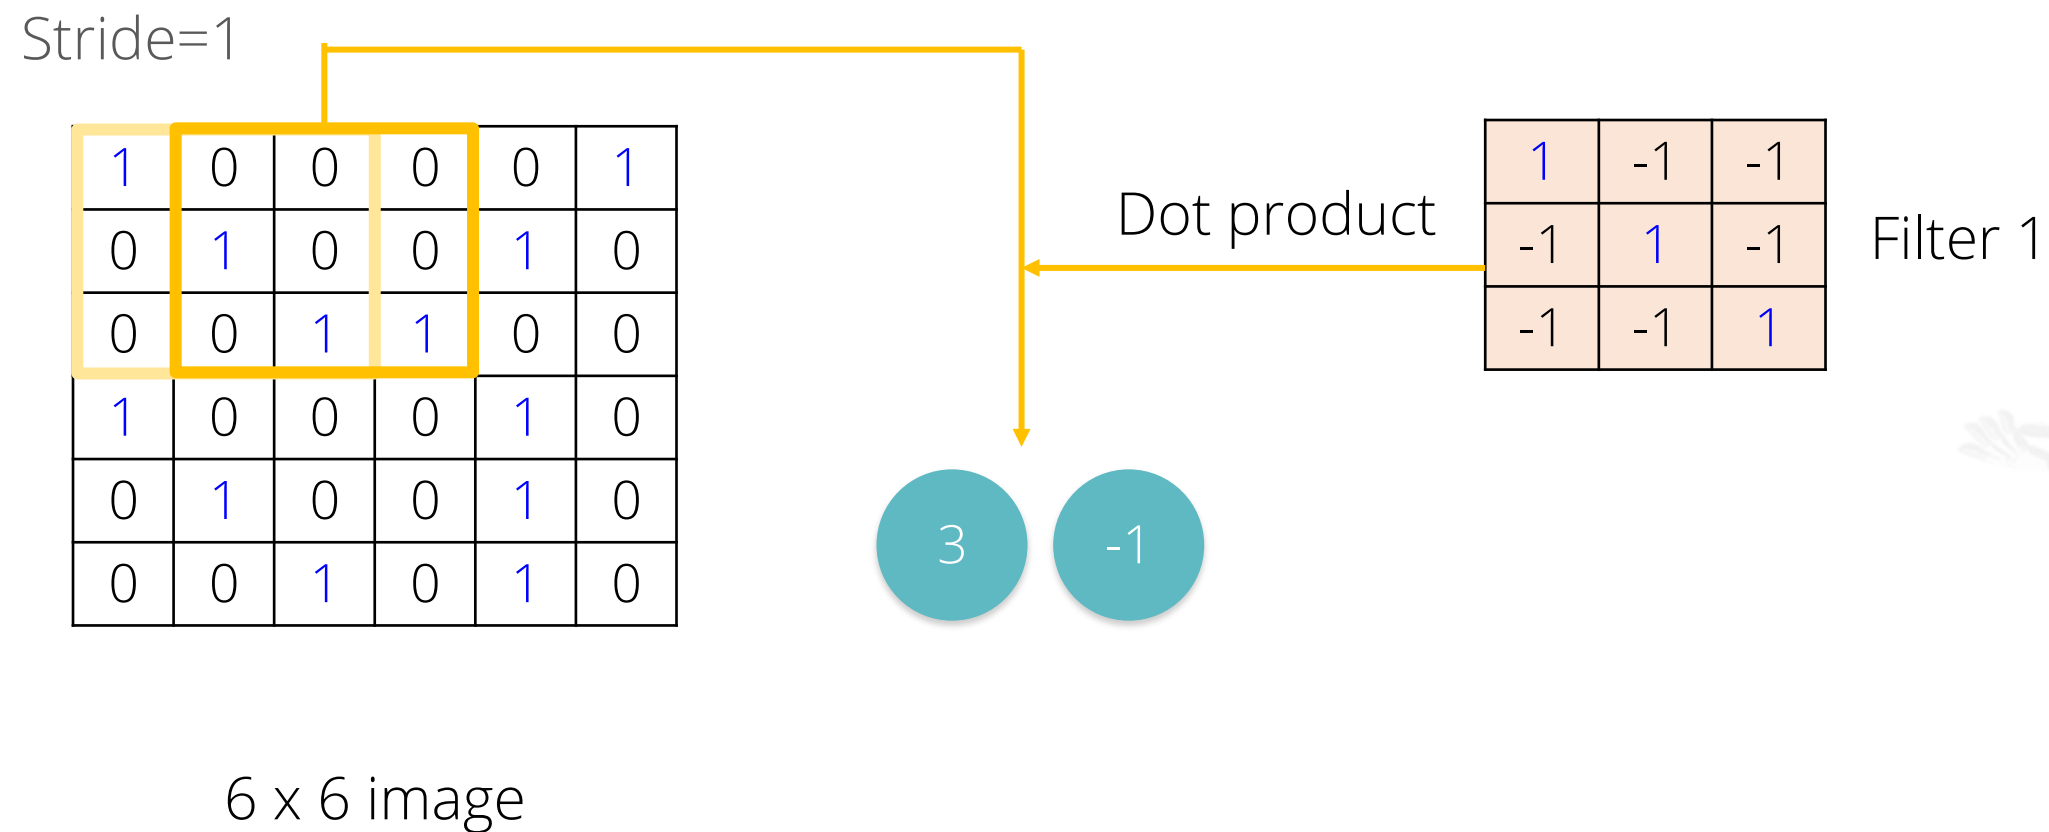 Stride=1
1 0 0 0 0 1
0 1 0 0 1 0
0 0 1 1 0 0
1 0 0 0 1 0
0 1 0 0 1 0
0 0 1 0 1 0
6 x 6 image
Dot product
1 -1 -1
-1 1 -1
-1 -1 1
Filter 1
3 -1